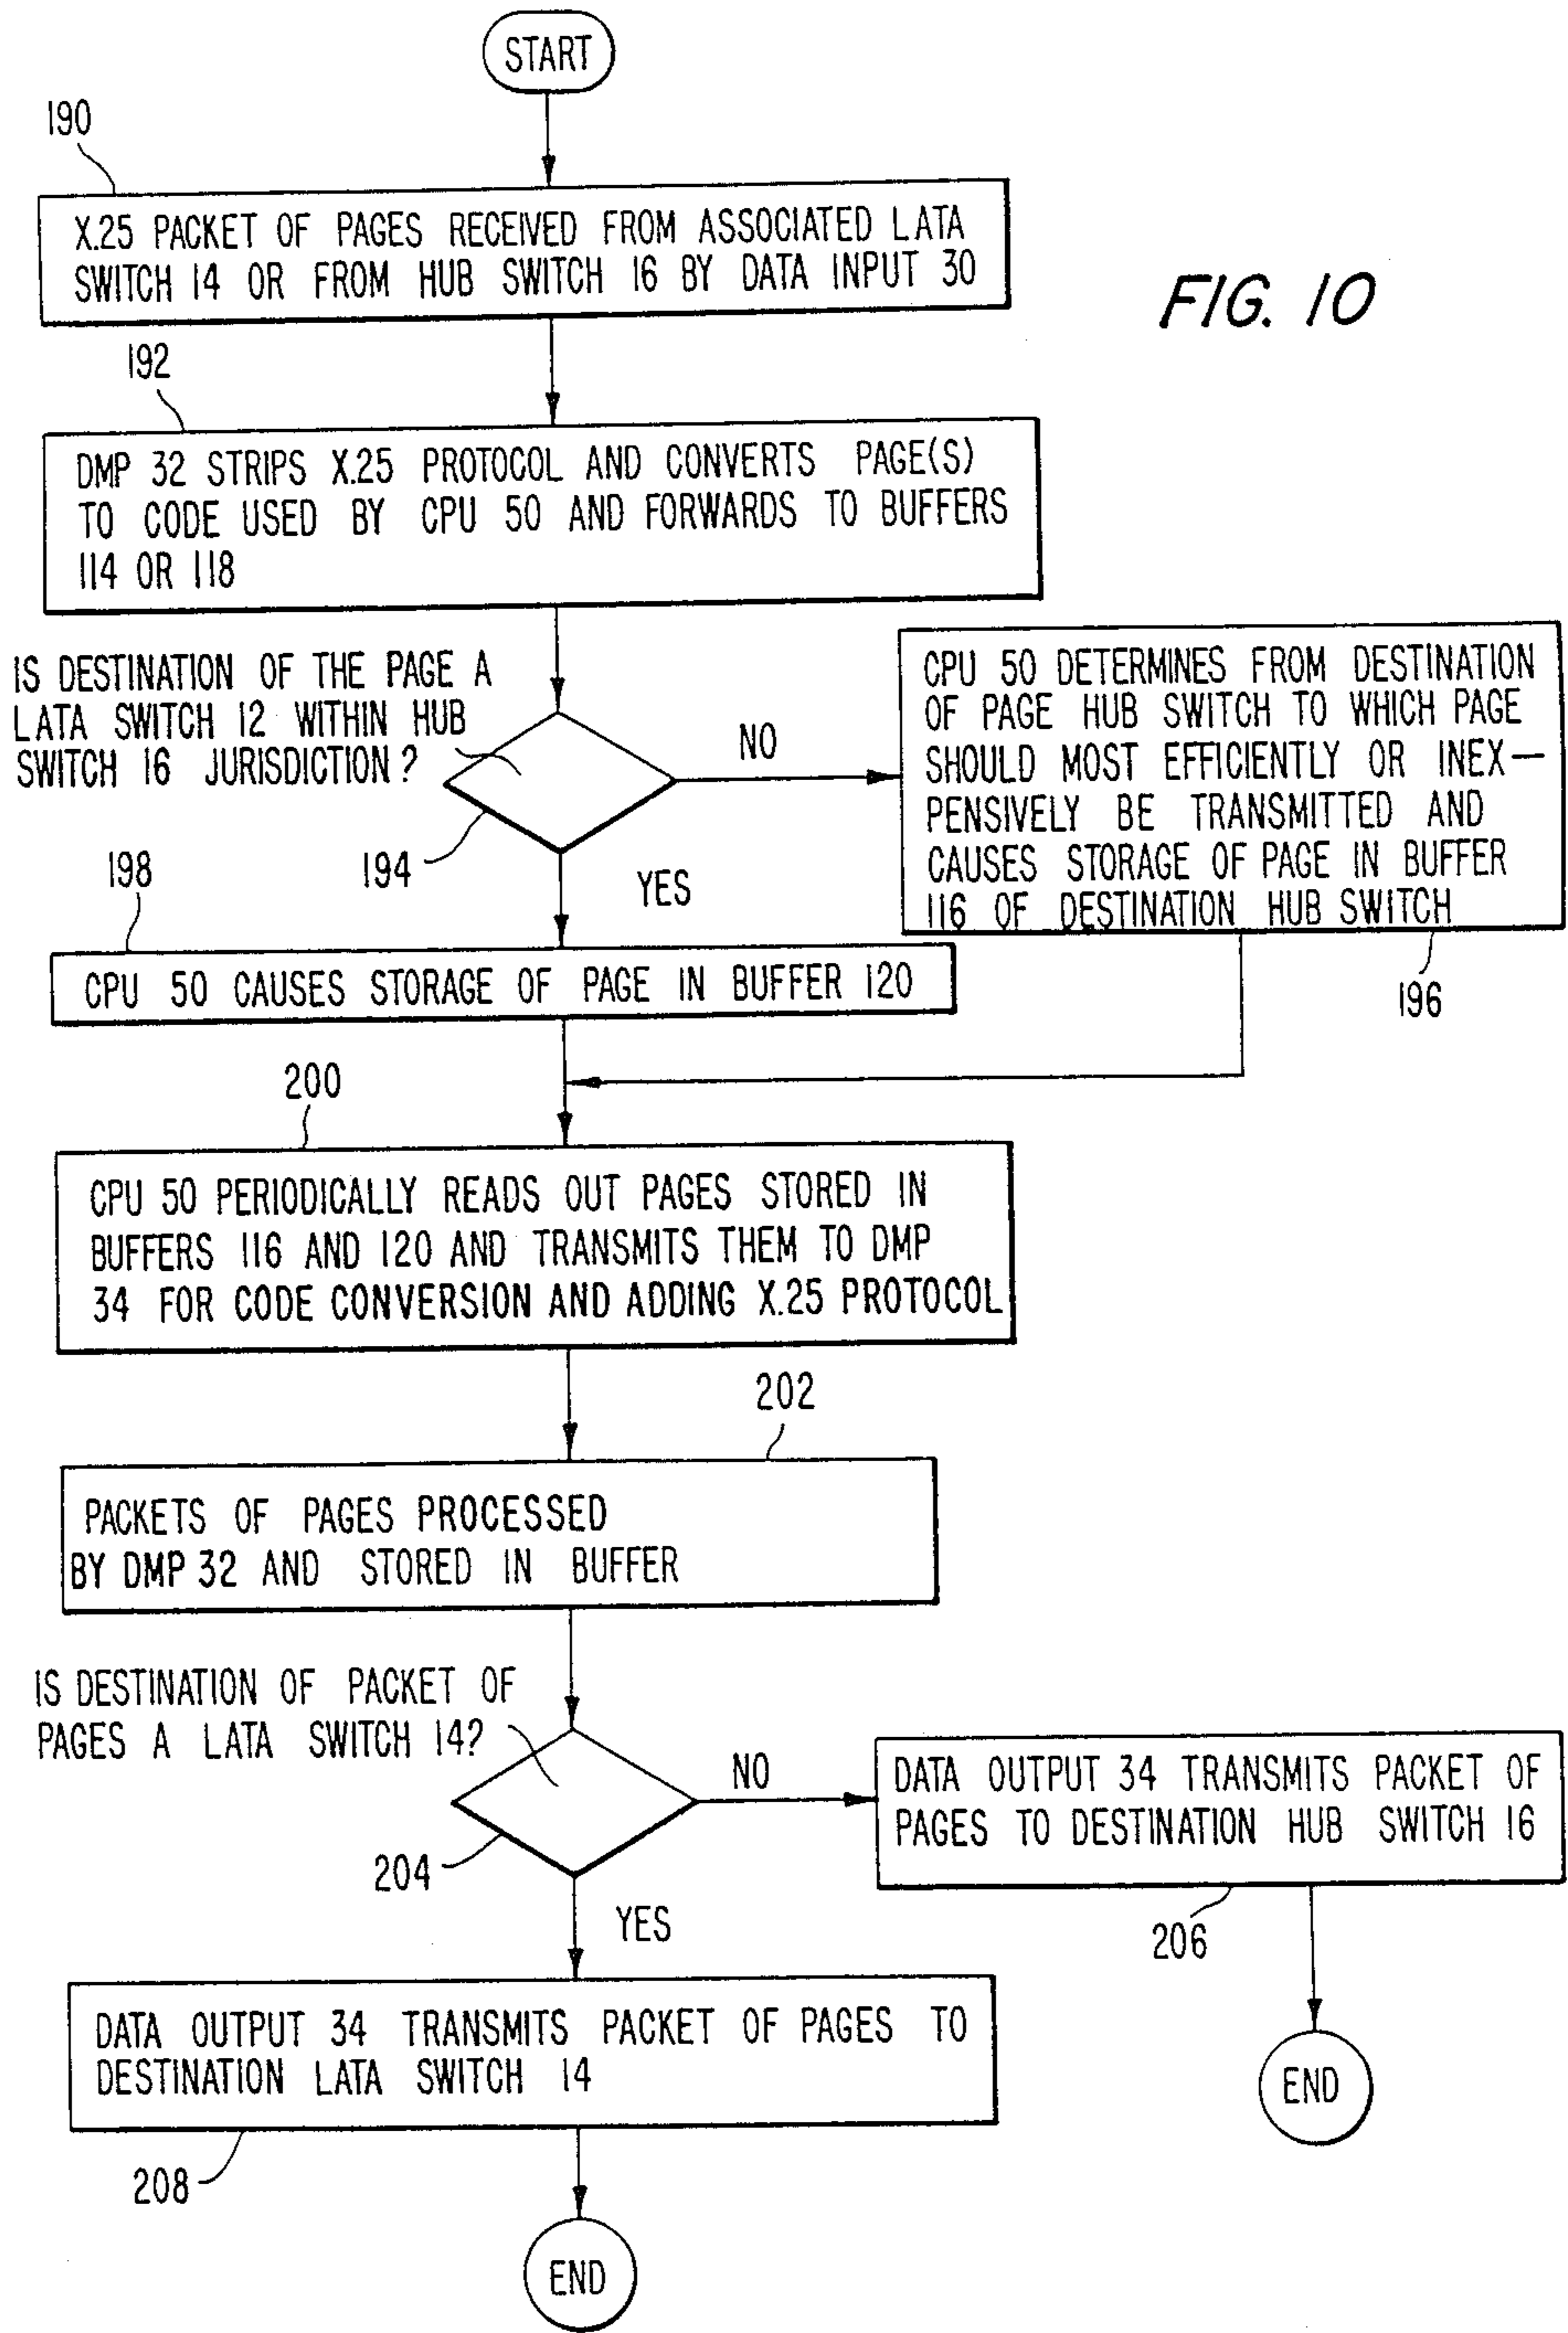 START
190
X.25 PACKET OF PAGES RECEIVED FROM ASSOCIATED LATA
SWITCH 14 OR FROM HUB SWITCH 16 BY DATA INPUT 30
FIG. 10
192
DMP 32 STRIPS X.25 PROTOCOL AND CONVERTS PAGE(S)
TO CODE USED BY CPU 50 AND FORWARDS TO BUFFERS
114 OR 118
IS DESTINATION OF THE PAGE A
LATA SWITCH 12 WITHIN HUB
SWITCH 16 JURISDICTION?
194
NO
YES
CPU 50 DETERMINES FROM DESTINATION
OF PAGE HUB SWITCH TO WHICH PAGE
SHOULD MOST EFFICIENTLY OR INEX—
PENSIVELY BE TRANSMITTED AND
CAUSES STORAGE OF PAGE IN BUFFER
116 OF DESTINATION HUB SWITCH
196
198
CPU 50 CAUSES STORAGE OF PAGE IN BUFFER 120
200
CPU 50 PERIODICALLY READS OUT PAGES STORED IN
BUFFERS 116 AND 120 AND TRANSMITS THEM TO DMP
34 FOR CODE CONVERSION AND ADDING X.25 PROTOCOL
202
PACKETS OF PAGES PROCESSED
BY DMP 32 AND STORED IN BUFFER
IS DESTINATION OF PACKET OF
PAGES A LATA SWITCH 14?
204
NO
YES
DATA OUTPUT 34 TRANSMITS PACKET OF
PAGES TO DESTINATION HUB SWITCH 16
206
END
DATA OUTPUT 34 TRANSMITS PACKET OF PAGES TO
DESTINATION LATA SWITCH 14
208
END